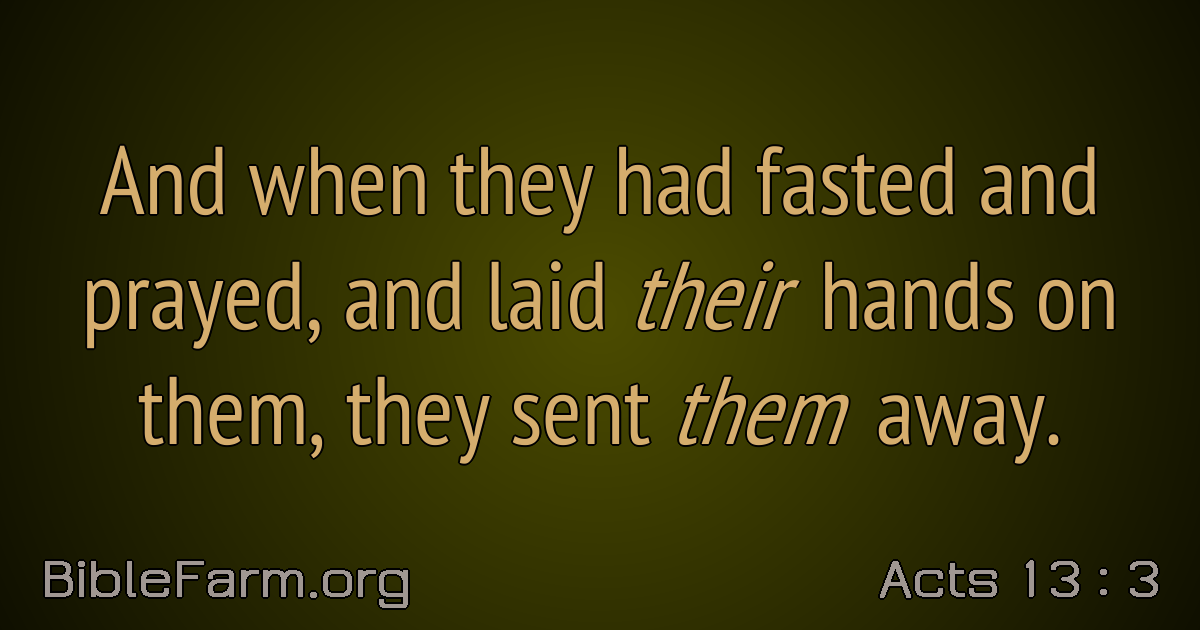 And when they had fasted and
prayed, and laid their hands on
them, they sent them away.
BibleFarm.org
Acts 13 : 3